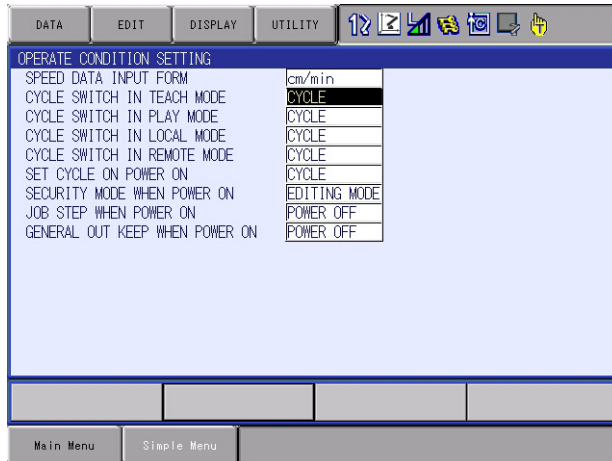 DATA EDIT DISPLAY UTILITY
OPERATE CONDITION SETTING
SPEED DATA INPUT FORM cm/min
CYCLE SWITCH IN TEACH MODE CYCLE
CYCLE SWITCH IN PLAY MODE CYCLE
CYCLE SWITCH IN LOCAL MODE CYCLE
CYCLE SWITCH IN REMOTE MODE CYCLE
SET CYCLE ON POWER ON CYCLE
SECURITY MODE WHEN POWER ON EDITING MODE
JOB STEP WHEN POWER ON POWER OFF
GENERAL OUT KEEP WHEN POWER ON POWER OFF
Main Menu Simple Menu